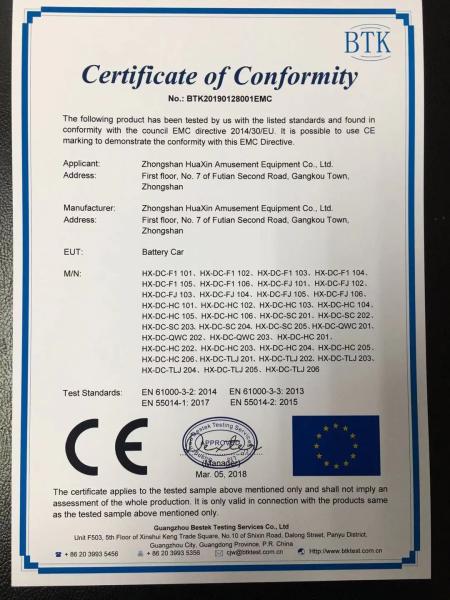 BTK
Certificate of Conformity
No.: BTK20190128001EMC
The following product has been tested by us with the listed standards and found in
conformity with the council EMC directive 2014/30/EU. It is possible to use CE
marking to demonstrate the conformity with this EMC Directive.
Applicant: Zhongshan HuaXin Amusement Equipment Co., Ltd.
Address: First floor, No. 7 of Futian Second Road, Gangkou Town,
Zhongshan
Manufacturer: Zhongshan HuaXin Amusement Equipment Co., Ltd.
Address: First floor, No. 7 of Futian Second Road, Gangkou Town,
Zhongshan
EUT: Battery Car
M/N: HX-DC-F1 101、HX-DC-F1 102、HX-DC-F1 103、HX-DC-F1 104、
HX-DC-F1 105、HX-DC-F1 106、HX-DC-FJ 101、HX-DC-FJ 102、
HX-DC-FJ 103、HX-DC-FJ 104、HX-DC-FJ 105、HX-DC-FJ 106、
HX-DC-HC 101、HX-DC-HC 102、HX-DC-HC 103、HX-DC-HC 104、
HX-DC-HC 105、HX-DC-HC 106、HX-DC-SC 201、HX-DC-SC 202、
HX-DC-SC 203、HX-DC-SC 204、HX-DC-SC 205、HX-DC-QWC 201、
HX-DC-QWC 202、HX-DC-QWC 203、HX-DC-HC 201、
HX-DC-HC 202、HX-DC-HC 203、HX-DC-HC 204、HX-DC-HC 205、
HX-DC-HC 206、HX-DC-TLJ 201、HX-DC-TLJ 202、HX-DC-TLJ 203、
HX-DC-TLJ 204、HX-DC-TLJ 205、HX-DC-TLJ 206
Test Standards: EN 61000-3-2: 2014 EN 61000-3-3: 2013
EN 55014-1: 2017 EN 55014-2: 2015
CE
Bestek Testing Services
APPROVED
Dexter
(Manager)
Mar. 05, 2018
The certificate applies to the tested sample above mentioned only and shall not imply an
assessment of the whole production. It is only valid in connection with the products same
as the tested sample above mentioned only.
Guangzhou Bestek Testing Services Co., Ltd
Unit F503, 5th Floor of Xinshui Keng Trade Square, No.10 of Shixin Road, Dalong Street, Panyu District,
Guangzhou City, Guangdong Province, P.R. China
+ 86 20 3993 5456 + 86 20 3993 5356 cjw@btktest.com.cn Http://www.btktest.com.cn